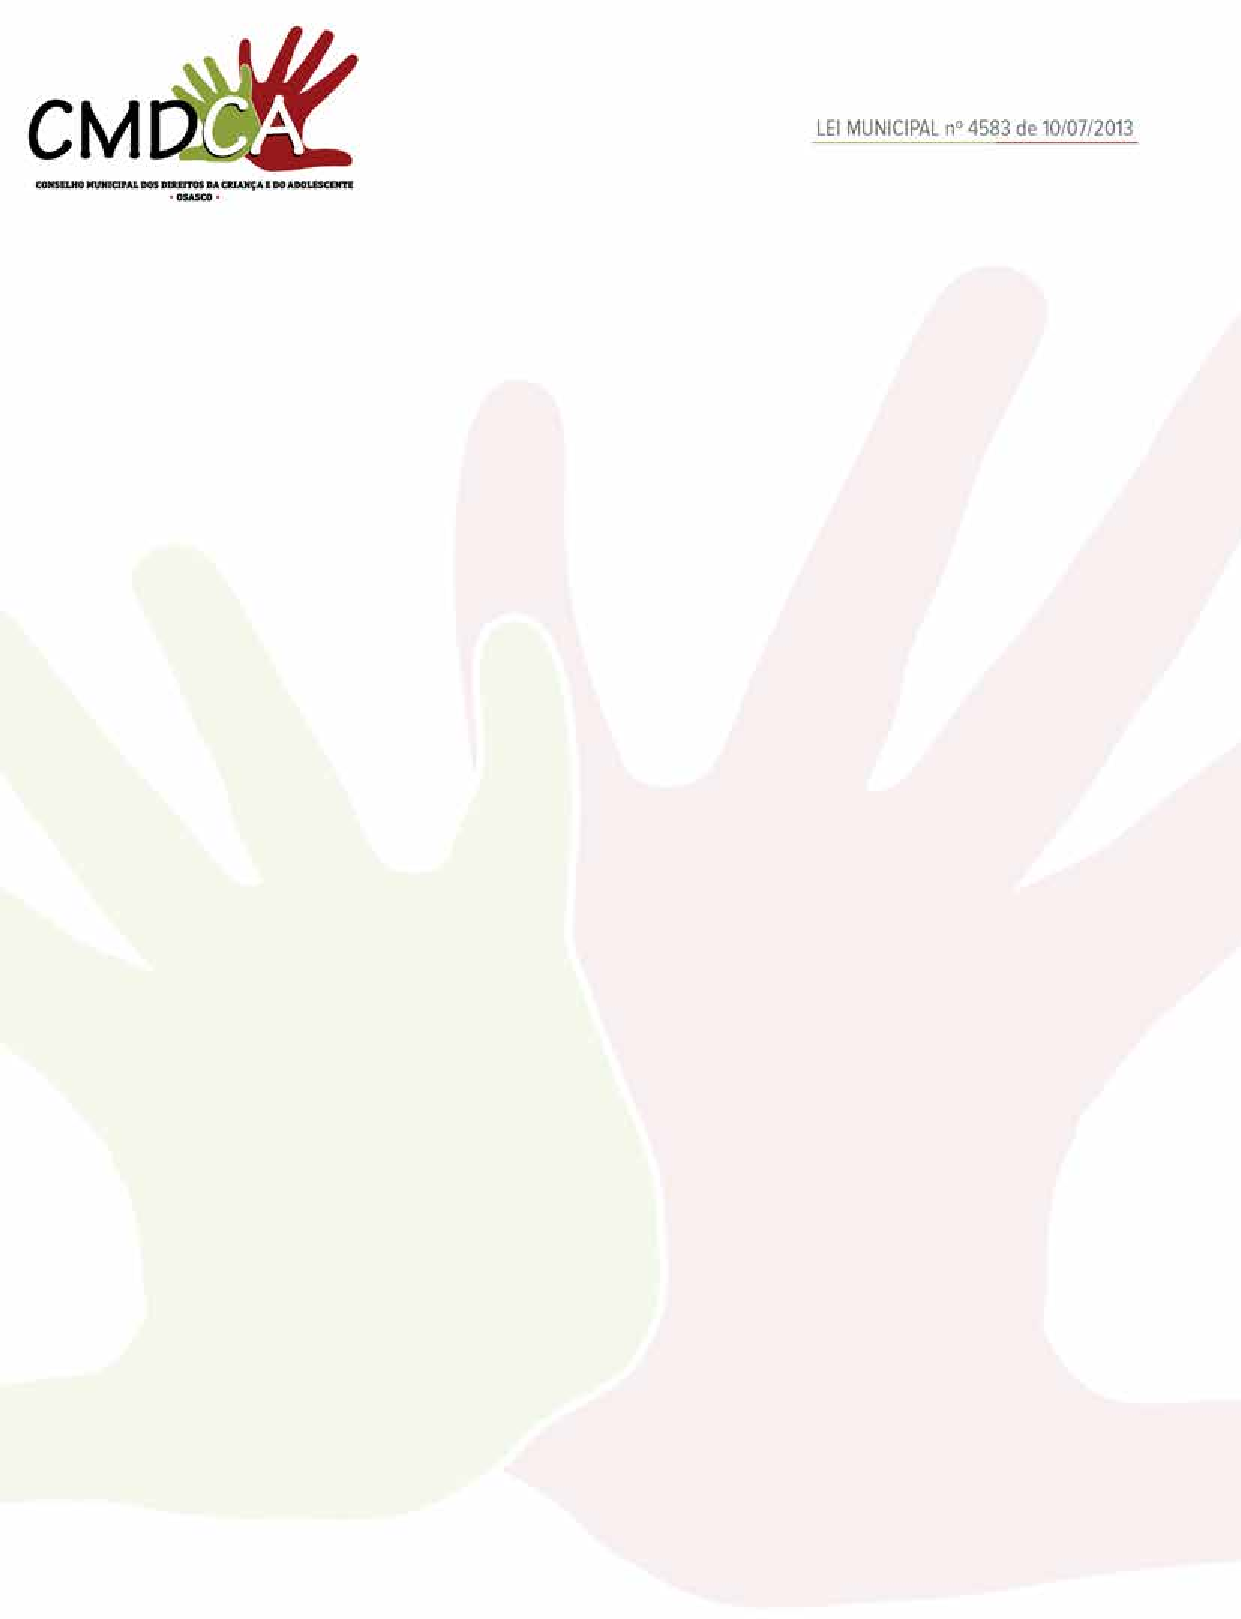 CMDCA
CONSELHO MUNICIPAL DOS DIREITOS DA CRIANÇA E DO ADOLESCENTE
· OSASCO ·
LEI MUNICIPAL nº 4583 de 10/07/2013